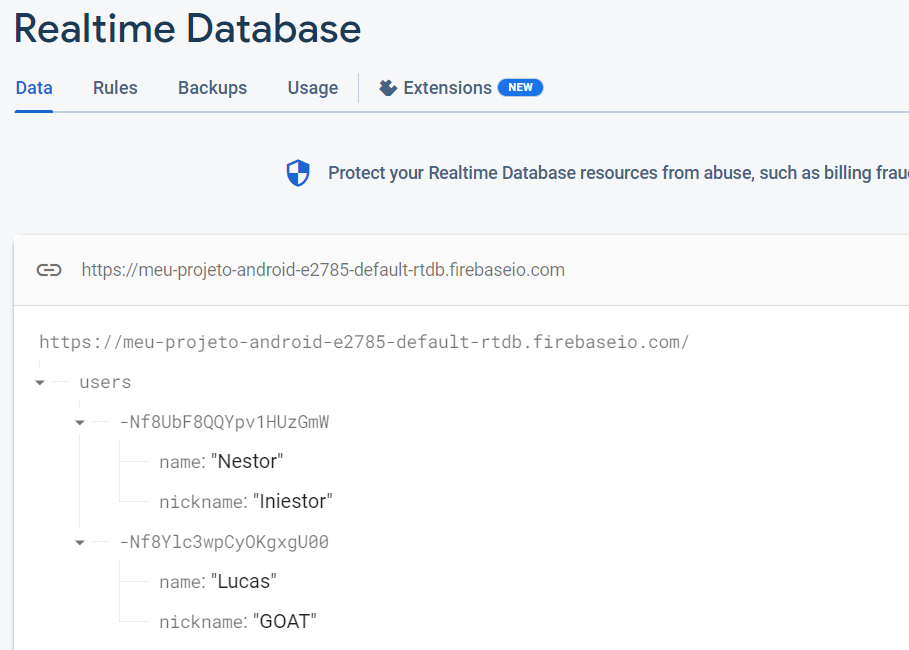 Realtime Database
Data Rules Backups Usage Extensions NEW
Protect your Realtime Database resources from abuse, such as billing frau
https://meu-projeto-android-e2785-default-rtdb.firebaseio.com
https://meu-projeto-android-e2785-default-rtdb.firebaseio.com/
users
-Nf8UbF8QQYpv1HUzGmW
name: "Nestor"
nickname: "Iniestor"
-Nf8Ylc3wpCyOKgxgU00
name: "Lucas"
nickname: "GOAT"